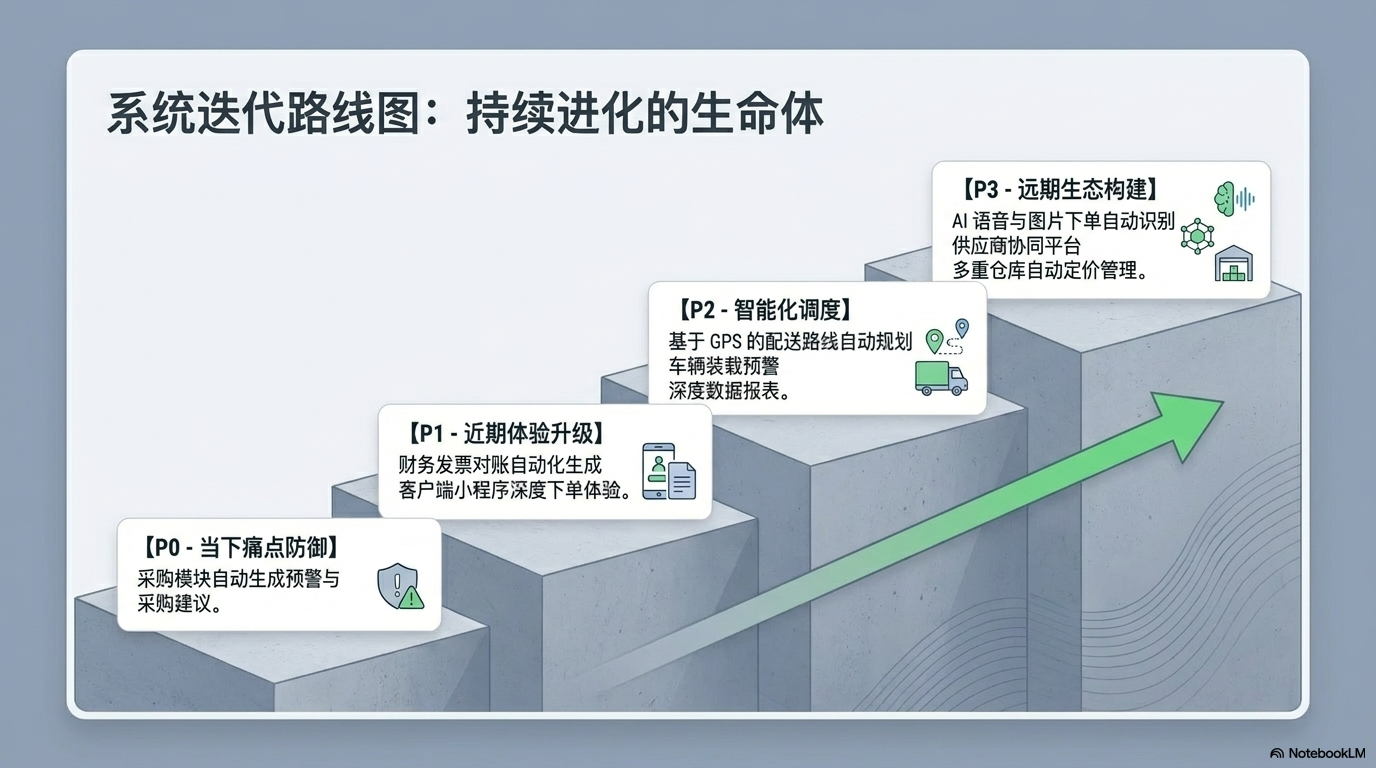 系统迭代路线图：持续进化的生命体
【P0 - 当下痛点防御】
采购模块自动生成预警与
采购建议。
【P1 - 近期体验升级】
财务发票对账自动化生成
客户端小程序深度下单体验。
【P2 - 智能化调度】
基于 GPS 的配送路线自动规划
车辆装载预警
深度数据报表。
【P3 - 远期生态构建】
AI 语音与图片下单自动识别
供应商协同平台
多重仓库自动定价管理。
NotebookLM